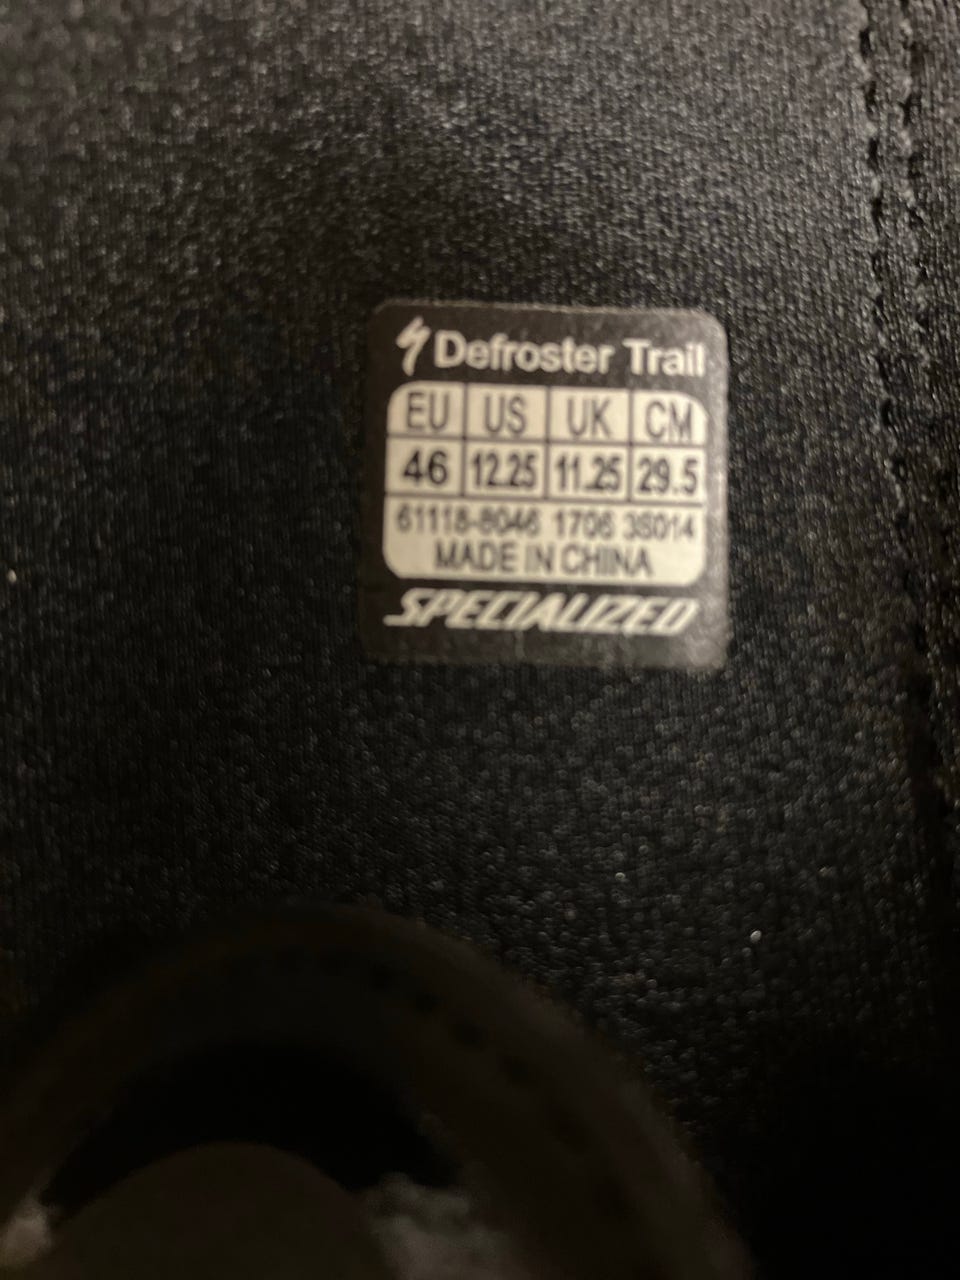 Defroster Trail
EU US UK CM
46 12.25 11.25 29.5
61118-8046 1706 3S014
MADE IN CHINA
SPECIALIZED